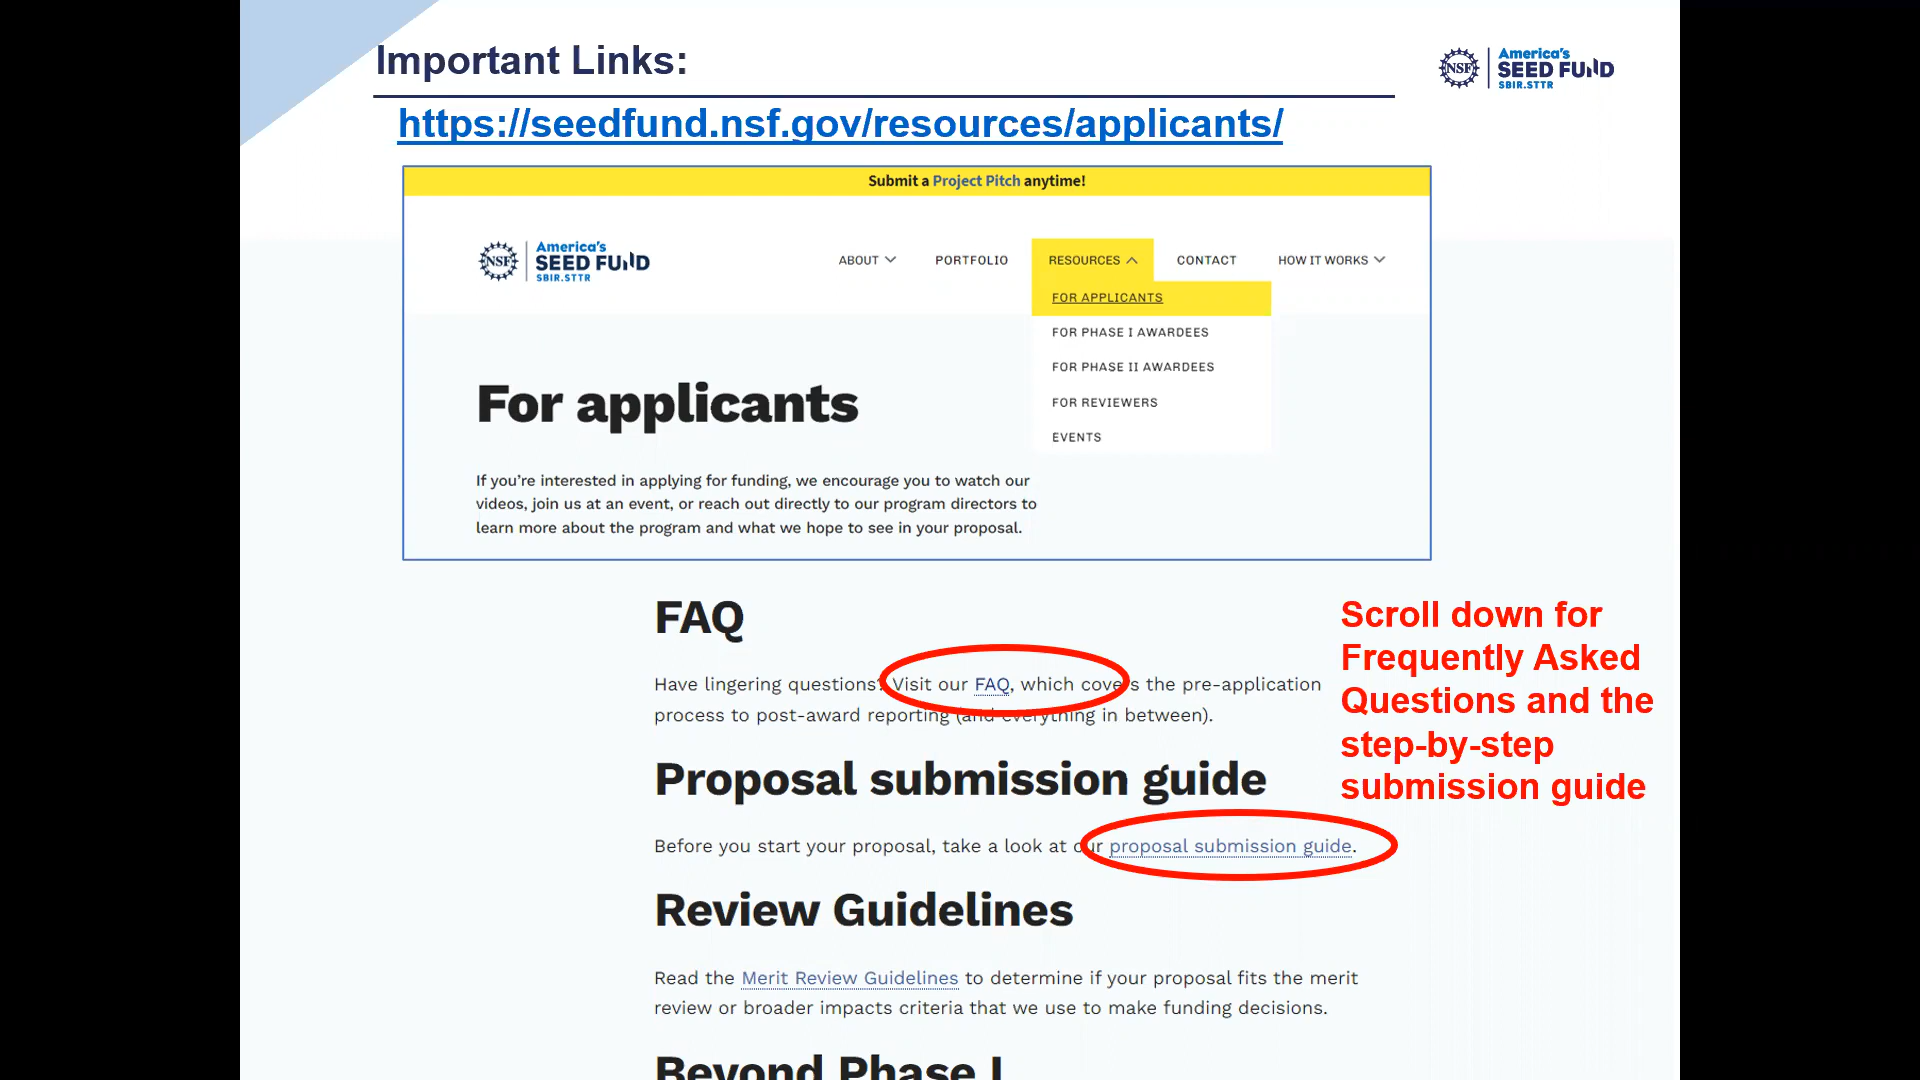 Important Links:
NSF
America's
SEED FUND
SBIR.STTR
https://seedfund.nsf.gov/resources/applicants/
Submit a Project Pitch anytime!
NSF
America's
SEED FUND
SBIR.STTR
ABOUT PORTFOLIO RESOURCES CONTACT HOW IT WORKS
FOR APPLICANTS
FOR PHASE I AWARDEES
FOR PHASE II AWARDEES
FOR REVIEWERS
EVENTS
For applicants
If you're interested in applying for funding, we encourage you to watch our
videos, join us at an event, or reach out directly to our program directors to
learn more about the program and what we hope to see in your proposal.
FAQ
Have lingering questions? Visit our FAQ, which covers the pre-application
process to post-award reporting (and everything in between).
Scroll down for
Frequently Asked
Questions and the
step-by-step
submission guide
Proposal submission guide
Before you start your proposal, take a look at our proposal submission guide.
Review Guidelines
Read the Merit Review Guidelines to determine if your proposal fits the merit
review or broader impacts criteria that we use to make funding decisions.
Beyond Phase I